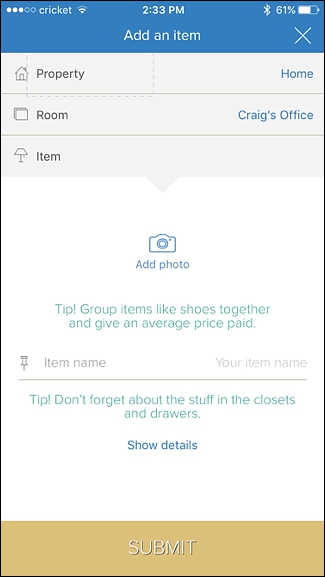 cricket 2:33 PM 61%
Add an item
Property Home
Room Craig's Office
Item
Add photo
Tip! Group items like shoes together
and give an average price paid.
Item name Your item name
Tip! Don't forget about the stuff in the closets
and drawers.
Show details
SUBMIT